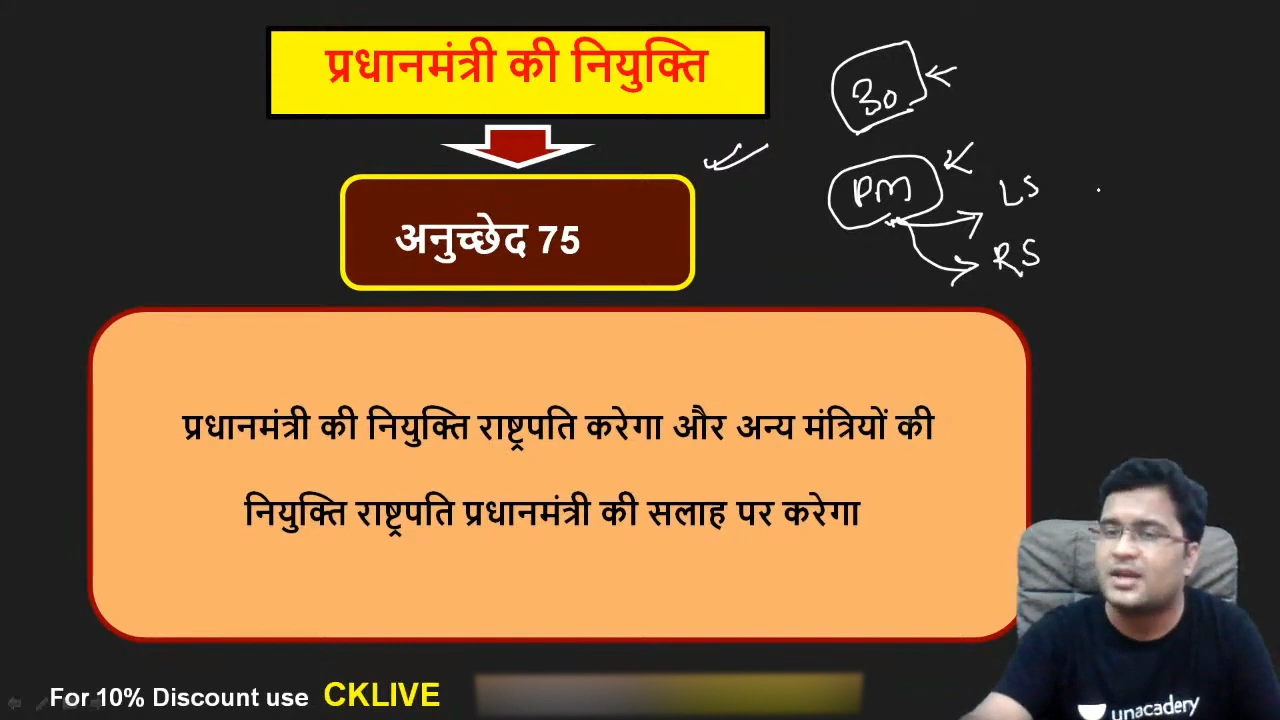 प्रधानमंत्री की नियुक्ति
30
PM
LS
RS
अनुच्छेद 75
प्रधानमंत्री की नियुक्ति राष्ट्रपति करेगा और अन्य मंत्रियों की
नियुक्ति राष्ट्रपति प्रधानमंत्री की सलाह पर करेगा
For 10% Discount use CKLIVE
unacademy